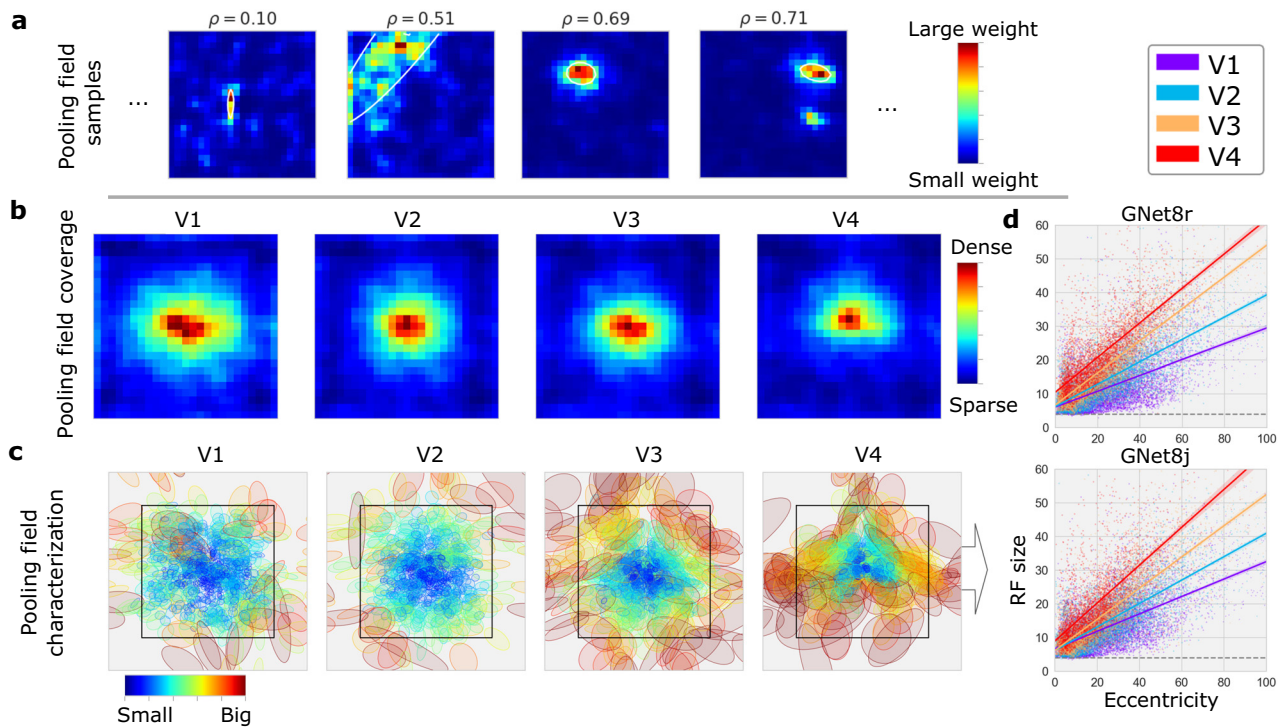 a
Pooling field
samples
...
ρ = 0.10
ρ = 0.51
ρ = 0.69
ρ = 0.71
...
Large weight
Small weight
V1
V2
V3
V4
b
Pooling field coverage
V1
V2
V3
V4
Dense
Sparse
c
Pooling field
characterization
V1
V2
V3
V4
Small
Big
d
GNet8r
60
50
40
30
20
10
0
0
20
40
60
80
100
GNet8j
RF size
60
50
40
30
20
10
0
0
20
40
60
80
100
Eccentricity